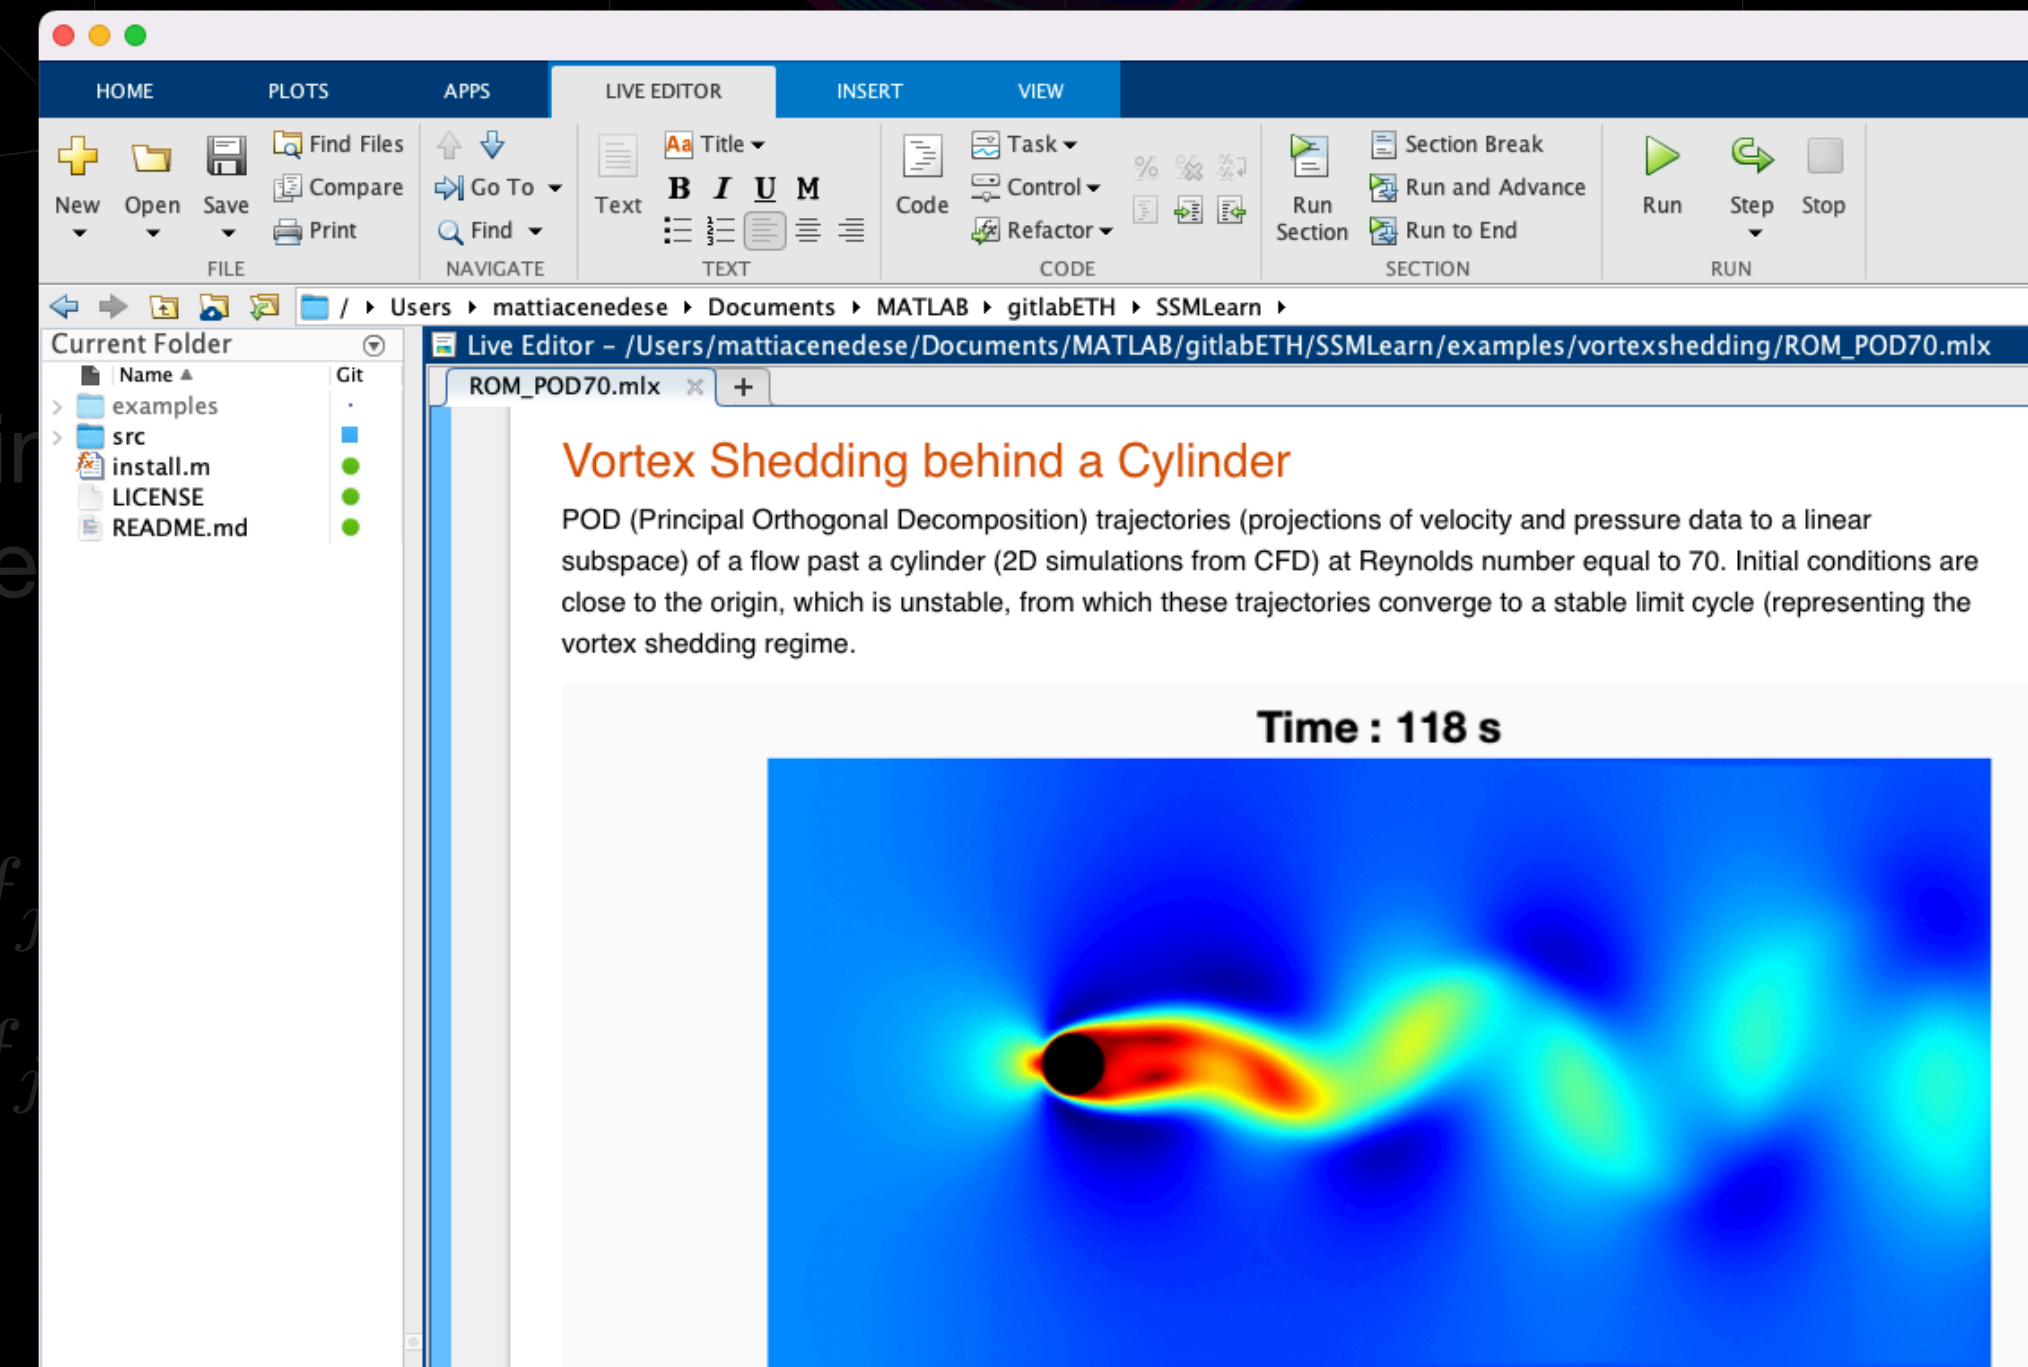 HOME PLOTS APPS LIVE EDITOR INSERT VIEW
New Open Save Find Files Compare Print
FILE
Go To Find
NAVIGATE
Text Aa Title B I U M
TEXT
Code Task Control Refactor
CODE
Run Section Section Break Run and Advance Run to End
SECTION
Run Step Stop
RUN
/ Users mattiacenedese Documents MATLAB gitlabETH SSMLearn
Current Folder
Name Git
examples
src
install.m
LICENSE
README.md
Live Editor – /Users/mattiacenedese/Documents/MATLAB/gitlabETH/SSMLearn/examples/vortexshedding/ROM_POD70.mlx
ROM_POD70.mlx
Vortex Shedding behind a Cylinder
POD (Principal Orthogonal Decomposition) trajectories (projections of velocity and pressure data to a linear
subspace) of a flow past a cylinder (2D simulations from CFD) at Reynolds number equal to 70. Initial conditions are
close to the origin, which is unstable, from which these trajectories converge to a stable limit cycle (representing the
vortex shedding regime.
Time : 118 s